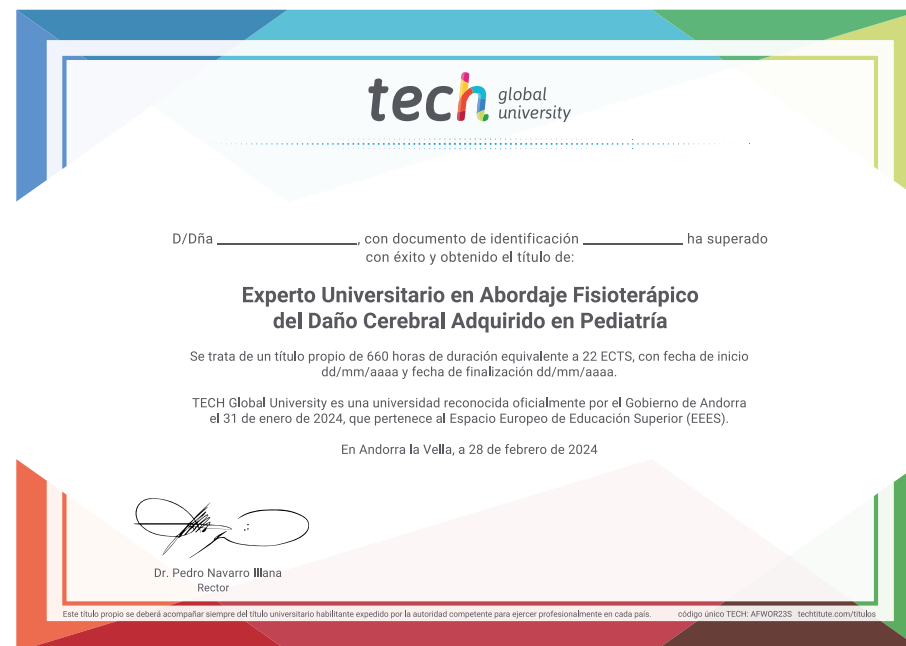 tech global
university
D/Dña ____________________, con documento de identificación ______________ ha superado
con éxito y obtenido el título de:
Experto Universitario en Abordaje Fisioterápico
del Daño Cerebral Adquirido en Pediatría
Se trata de un título propio de 660 horas de duración equivalente a 22 ECTS, con fecha de inicio
dd/mm/aaaa y fecha de finalización dd/mm/aaaa.
TECH Global University es una universidad reconocida oficialmente por el Gobierno de Andorra
el 31 de enero de 2024, que pertenece al Espacio Europeo de Educación Superior (EEES).
En Andorra la Vella, a 28 de febrero de 2024
Dr. Pedro Navarro Illana
Rector
Este título propio se deberá acompañar siempre del título universitario habilitante expedido por la autoridad competente para ejercer profesionalmente en cada país. código único TECH: AFWOR23S techtitute.com/titulos